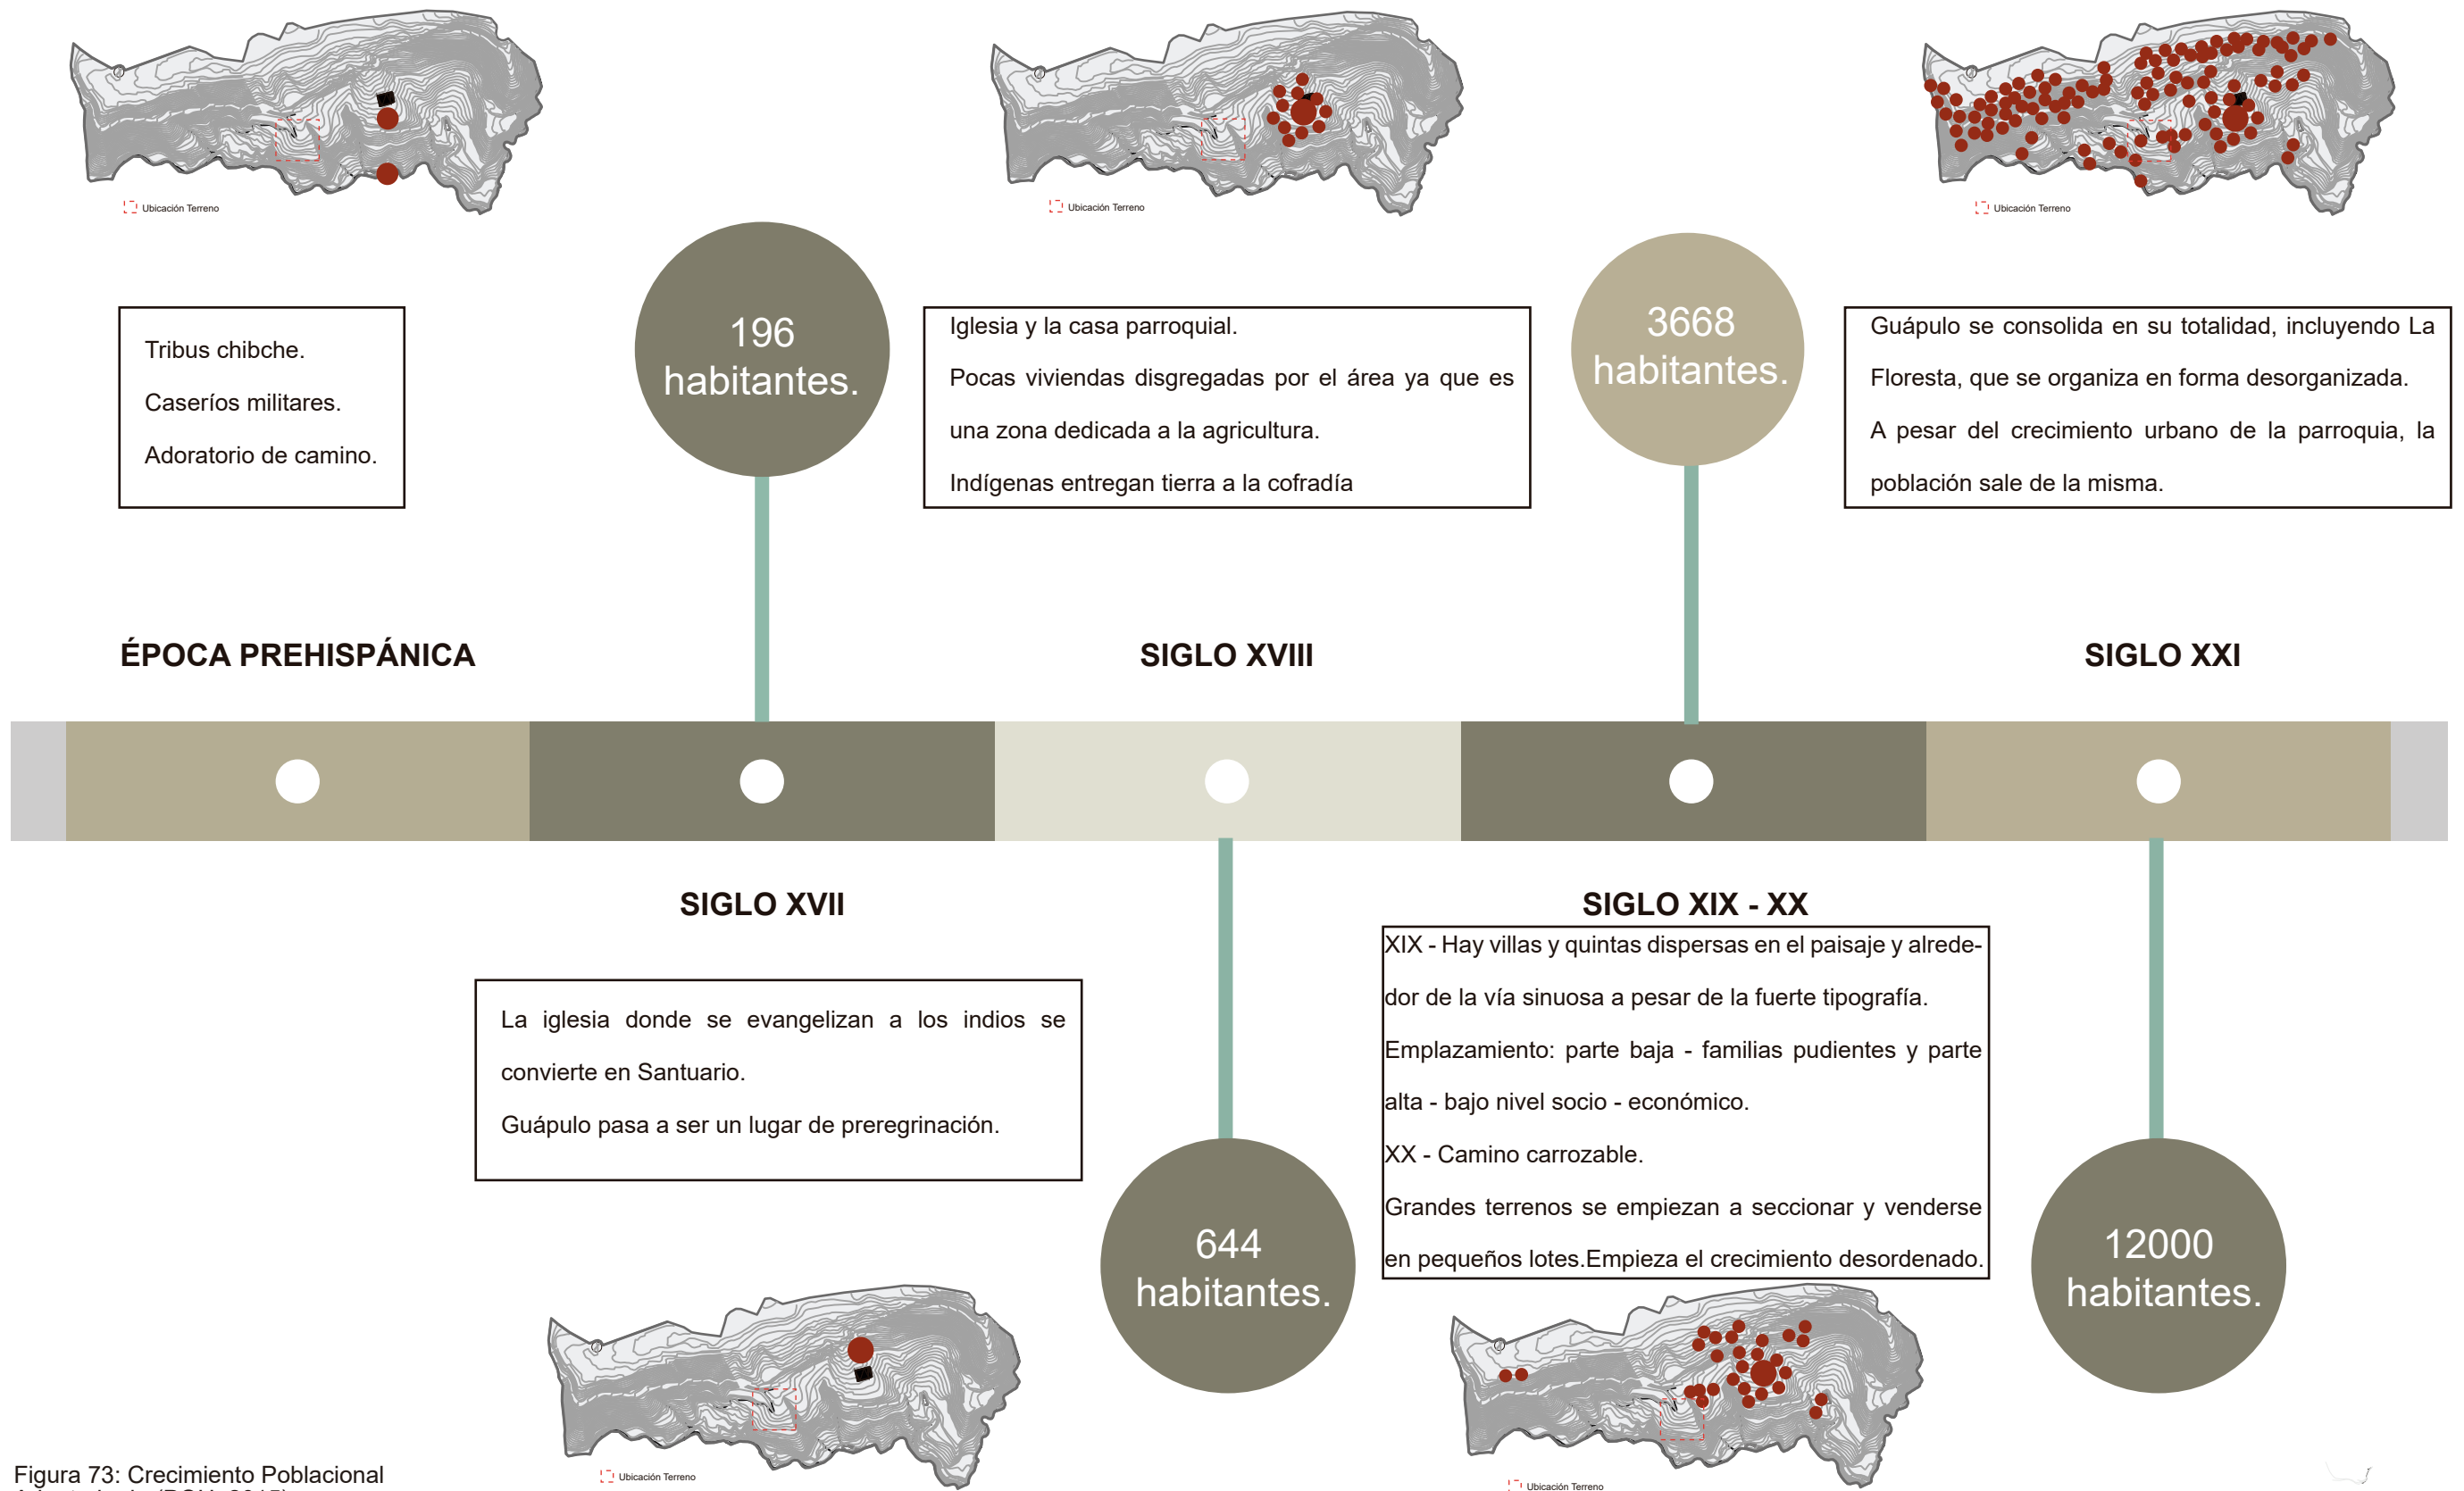 Ubicación Terreno
Ubicación Terreno
Ubicación Terreno
Tribus chibche.
Caseríos militares.
Adoratorio de camino.
196
habitantes.
Iglesia y la casa parroquial.
Pocas viviendas disgregadas por el área ya que es
una zona dedicada a la agricultura.
Indígenas entregan tierra a la cofradía
3668
habitantes.
Guápulo se consolida en su totalidad, incluyendo La
Floresta, que se organiza en forma desorganizada.
A pesar del crecimiento urbano de la parroquia, la
población sale de la misma.
ÉPOCA PREHISPÁNICA
SIGLO XVIII
SIGLO XXI
SIGLO XVII
SIGLO XIX - XX
La iglesia donde se evangelizan a los indios se
convierte en Santuario.
Guápulo pasa a ser un lugar de preregrinación.
644
habitantes.
XIX - Hay villas y quintas dispersas en el paisaje y alrede-
dor de la vía sinuosa a pesar de la fuerte tipografía.
Emplazamiento: parte baja - familias pudientes y parte
alta - bajo nivel socio - económico.
XX - Camino carrozable.
Grandes terrenos se empiezan a seccionar y venderse
en pequeños lotes.Empieza el crecimiento desordenado.
12000
habitantes.
Ubicación Terreno
Ubicación Terreno
Figura 73: Crecimiento Poblacional